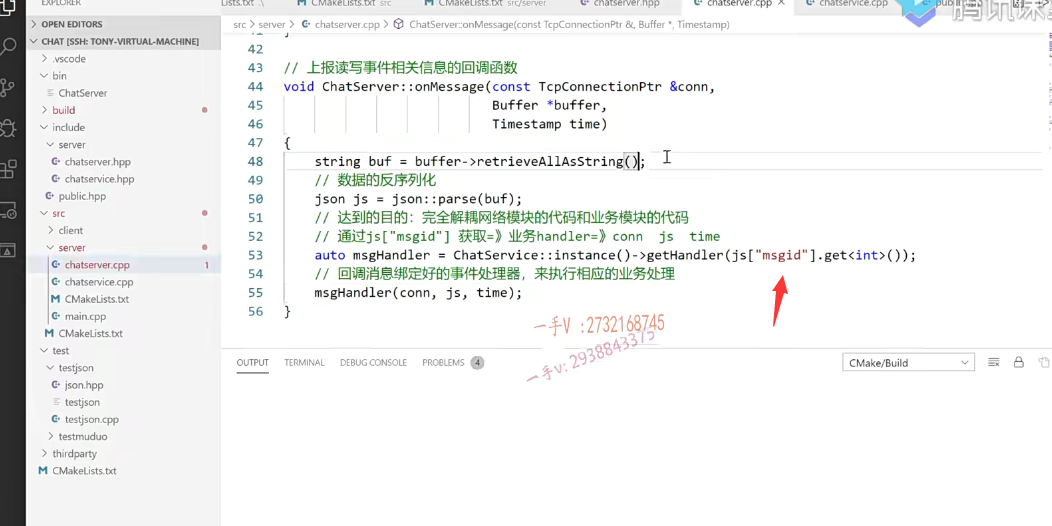 EXPLORER
Lists.txt .\
CMakeLists.txt src
CMakeLists.txt src/server
chatserver.hpp
chatserver.cpp
chatservice.cpp
腾讯课堂
OPEN EDITORS
src > server > chatserver.cpp > ChatServer::onMessage(const TcpConnectionPtr &, Buffer *, Timestamp)
CHAT [SSH: TONY-VIRTUAL-MACHINE]
.vscode
bin
ChatServer
build
include
server
chatserver.hpp
chatservice.hpp
public.hpp
src
client
server
chatserver.cpp 1
chatservice.cpp
CMakeLists.txt
main.cpp
CMakeLists.txt
test
testjson
json.hpp
testjson
testjson.cpp
testmuduo
thirdparty
CMakeLists.txt
42
43 // 上报读写事件相关信息的回调函数
44 void ChatServer::onMessage(const TcpConnectionPtr &conn,
45 Buffer *buffer,
46 Timestamp time)
47 {
48 string buf = buffer->retrieveAllAsString();
49 // 数据的反序列化
50 json js = json::parse(buf);
51 // 达到的目的：完全解耦网络模块的代码和业务模块的代码
52 // 通过js["msgid"] 获取=》业务handler=》conn js time
53 auto msgHandler = ChatService::instance()->getHandler(js["msgid"].get<int>());
54 // 回调消息绑定好的事件处理器，来执行相应的业务处理
55 msgHandler(conn, js, time);
56 }
一手V :2732168745
一手v:2938843375
OUTPUT TERMINAL DEBUG CONSOLE PROBLEMS 4
CMake/Build